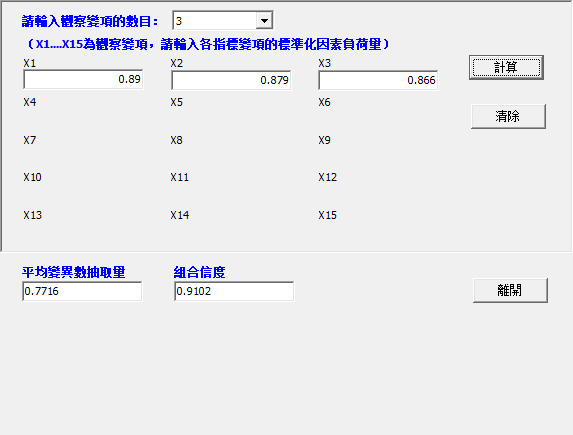 請輸入觀察變項的數目： 3
（X1....X15為觀察變項，請輸入各指標變項的標準化因素負荷量）
X1 X2 X3
0.89 0.879 0.866 計算
X4 X5 X6
清除
X7 X8 X9
X10 X11 X12
X13 X14 X15
平均變異數抽取量 組合信度
0.7716 0.9102 離開